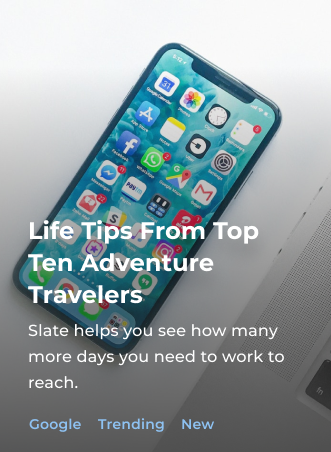 Life Tips From Top
Ten Adventure
Travelers
Slate helps you see how many
more days you need to work to
reach.
Google Trending New